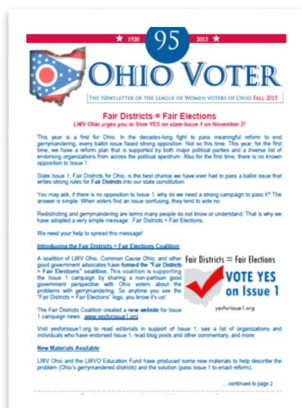 ★ 1920 95 2015 ★
OHIO VOTER
THE NEWSLETTER OF THE LEAGUE OF WOMEN VOTERS OF OHIO FALL 2015
Fair Districts = Fair Elections
LWV Ohio urges you to Vote YES on state Issue 1 on November 3!
This year is a first for Ohio. In the decades-long fight to pass meaningful reform to end
gerrymandering, every ballot issue faced strong opposition. Not so this time. This year, for the first
time, we have a reform plan that is supported by both major political parties and a diverse list of
endorsing organizations from across the political spectrum. Also for the first time, there is no known
opposition to Issue 1.
State Issue 1, Fair Districts for Ohio, is the best chance we have ever had to pass a ballot issue that
writes strong rules for Fair Districts into our state constitution.
You may ask, if there is no opposition to Issue 1, why do we need a strong campaign to pass it? The
answer is simple. When voters find an issue confusing, they tend to vote no.
Redistricting and gerrymandering are terms many people do not know or understand. That is why we
have adopted a very simple message: Fair Districts = Fair Elections.
We need your help to spread this message!
Introducing the Fair Districts = Fair Elections Coalition
A coalition of LWV Ohio, Common Cause Ohio, and other
good government advocates have formed the "Fair Districts
= Fair Elections" coalition. This coalition is supporting
the Issue 1 campaign by sharing a non-partisan good
government perspective with Ohio voters about the
problems with gerrymandering. So anytime you see the
"Fair Districts = Fair Elections" logo, you know it's us!
Fair Districts = Fair Elections
VOTE YES
on Issue 1
yesforissue1.org
The Fair Districts Coalition created a new website for Issue
1 campaign news: www.yesforissue1.org
Visit yesforissue1.org to read editorials in support of Issue 1, see a list of organizations and
individuals who have endorsed Issue 1, read blog posts and other commentary, and more.
New Materials Available
LWV Ohio and the LWVO Education Fund have produced some new materials to help describe the
problem (Ohio's gerrymandered districts) and the solution (pass Issue 1 to enact reform).
....continued to page 2